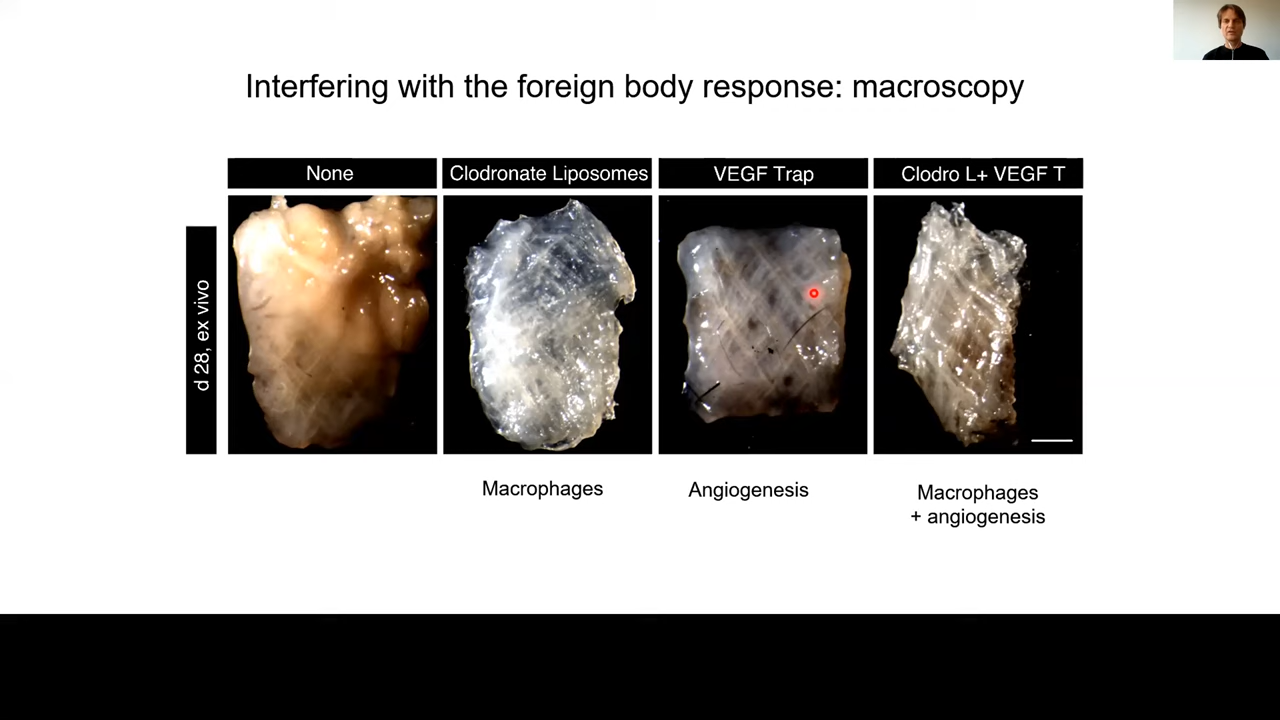 Interfering with the foreign body response: macroscopy
None
Clodronate Liposomes
VEGF Trap
Clodro L+ VEGF T
d 28, ex vivo
Macrophages
Angiogenesis
Macrophages
+ angiogenesis